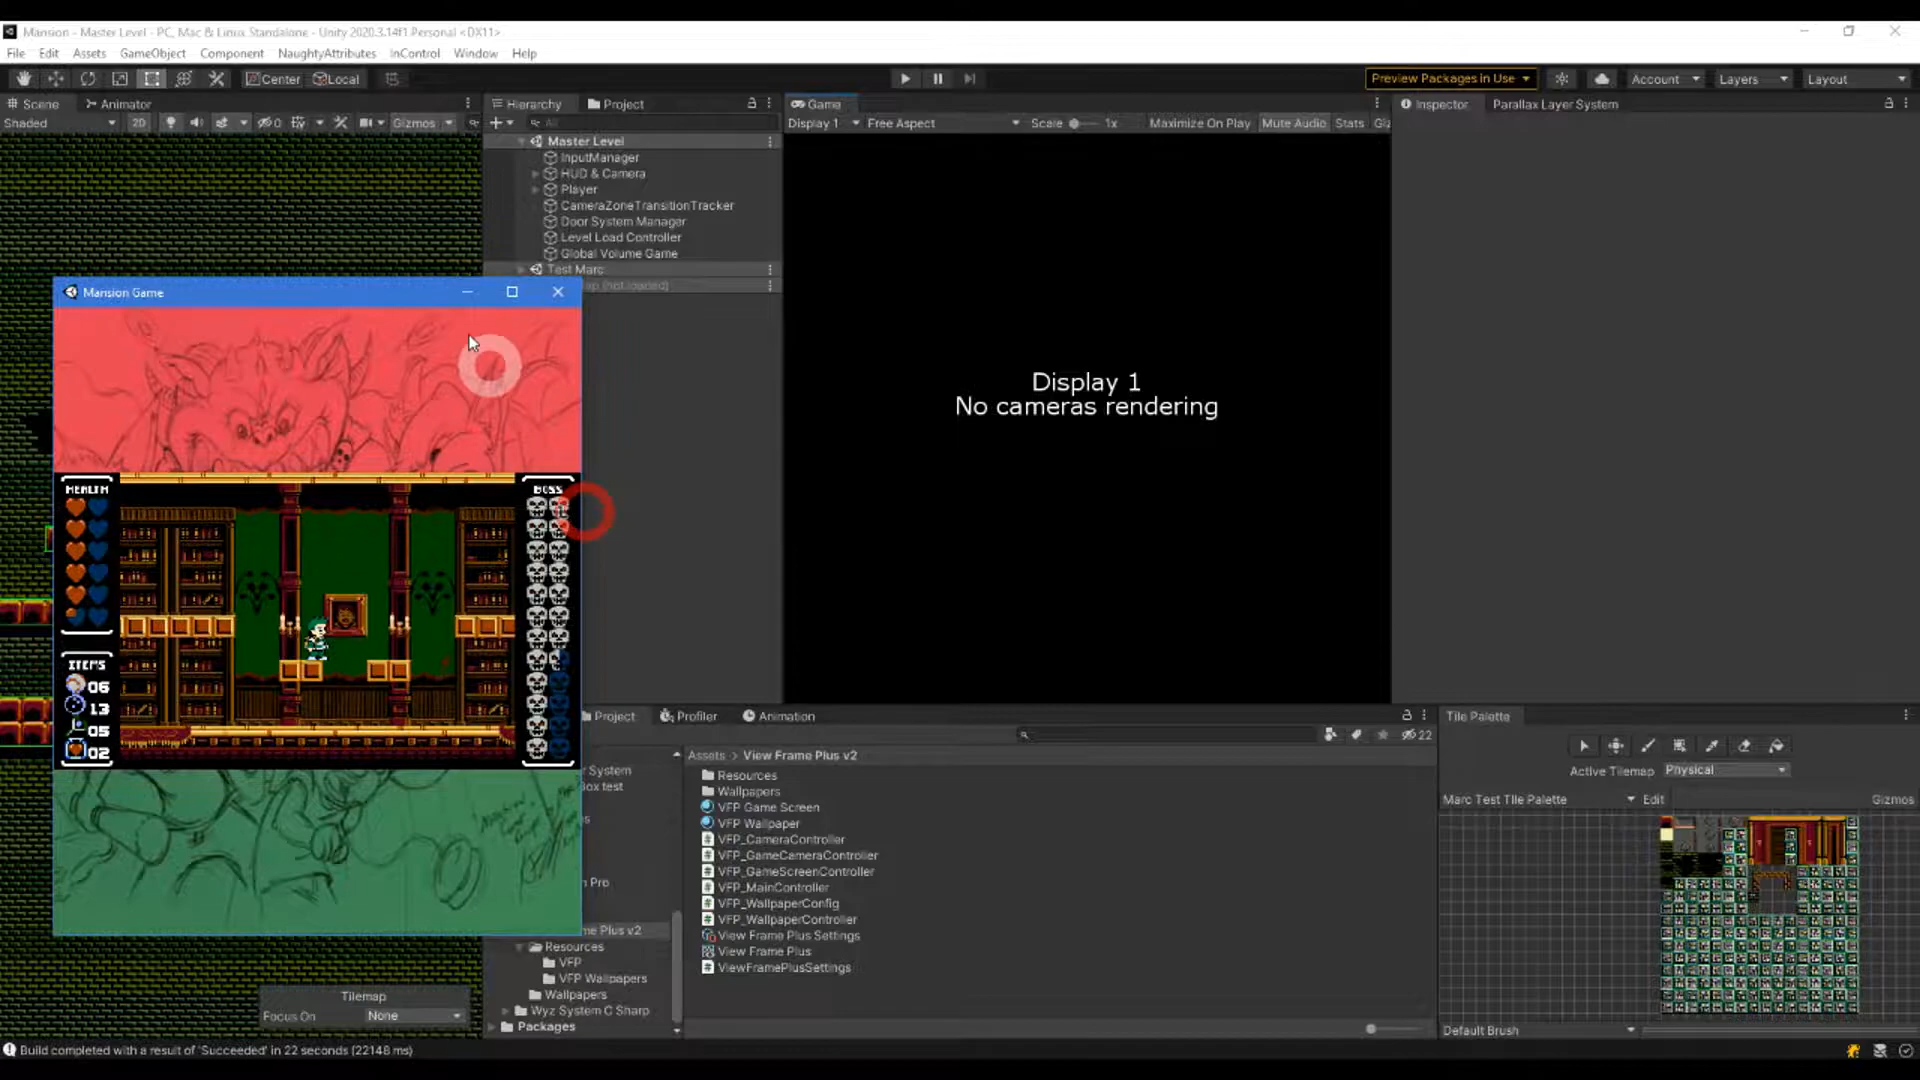 Mansion - Master Level - PC, Mac & Linux Standalone - Unity 2020.3.14f1 Personal <DX11>
File Edit Assets GameObject Component NaughtyAttributes InControl Window Help
Center Local
Preview Packages in Use Account Layers Layout
Scene Animator
Hierarchy Project
Game
Inspector Parallax Layer System
Shaded 2D 0 Gizmos
All
Display 1 Free Aspect Scale 1x Maximize On Play Mute Audio Stats
Master Level
InputManager
HUD & Camera
Player
CameraZoneTransitionTracker
Door System Manager
Level Load Controller
Global Volume Game
Test Marc
(not loaded)
Mansion Game
Display 1
No cameras rendering
HEALTH
BOSS
ITEMS
06
13
05
02
Project Profiler Animation
22
Assets > View Frame Plus v2
Resources
Wallpapers
VFP Game Screen
VFP Wallpaper
VFP_CameraController
VFP_GameCameraController
VFP_GameScreenController
VFP_MainController
VFP_WallpaperConfig
VFP_WallpaperController
View Frame Plus Settings
View Frame Plus
ViewFramePlusSettings
Resources
VFP
VFP Wallpapers
Wallpapers
Wyz System C Sharp
Packages
Tile Palette
Active Tilemap Physical
Marc Test Tile Palette Edit Gizmos
Default Brush
Tilemap
Focus On None
Build completed with a result of 'Succeeded' in 22 seconds (22148 ms)